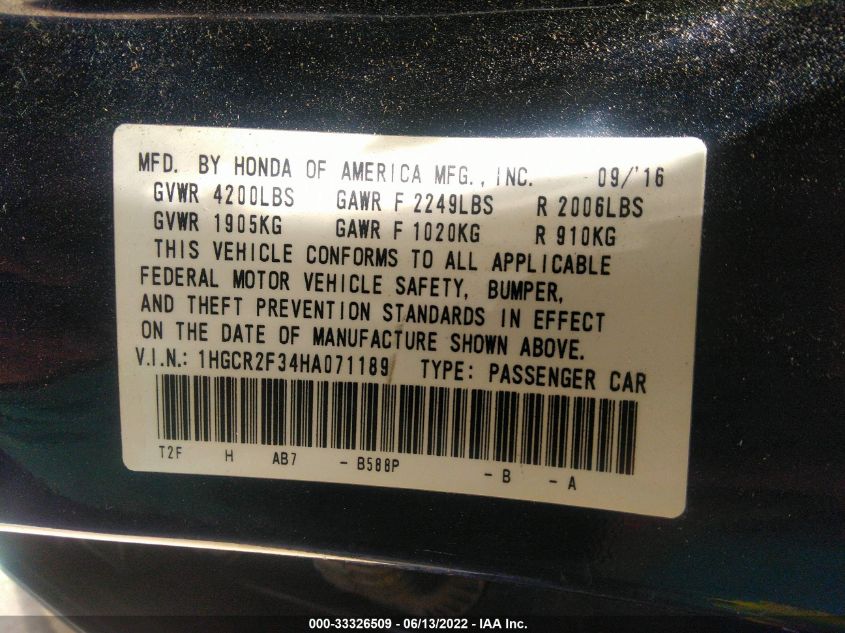 MFD. BY HONDA OF AMERICA MFG., INC. 09/'16
GVWR 4200LBS GAWR F 2249LBS R 2006LBS
GVWR 1905KG GAWR F 1020KG R 910KG
THIS VEHICLE CONFORMS TO ALL APPLICABLE
FEDERAL MOTOR VEHICLE SAFETY, BUMPER,
AND THEFT PREVENTION STANDARDS IN EFFECT
ON THE DATE OF MANUFACTURE SHOWN ABOVE.
V.I.N.: 1HGCR2F34HA071189 TYPE: PASSENGER CAR
T2F H AB7 - B588P - B - A
000-33326509 - 06/13/2022 - IAA Inc.